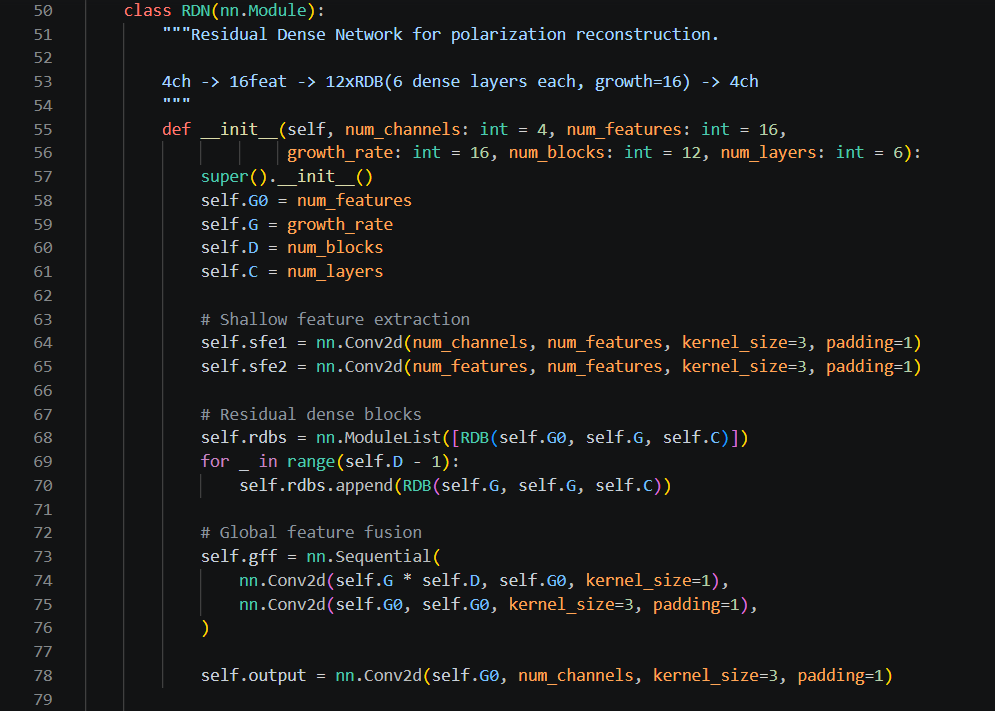 50 class RDN(nn.Module):
51 """Residual Dense Network for polarization reconstruction.
52
53 4ch -> 16feat -> 12xRDB(6 dense layers each, growth=16) -> 4ch
54 """
55 def __init__(self, num_channels: int = 4, num_features: int = 16,
56 growth_rate: int = 16, num_blocks: int = 12, num_layers: int = 6):
57 super().__init__()
58 self.G0 = num_features
59 self.G = growth_rate
60 self.D = num_blocks
61 self.C = num_layers
62
63 # Shallow feature extraction
64 self.sfe1 = nn.Conv2d(num_channels, num_features, kernel_size=3, padding=1)
65 self.sfe2 = nn.Conv2d(num_features, num_features, kernel_size=3, padding=1)
66
67 # Residual dense blocks
68 self.rdbs = nn.ModuleList([RDB(self.G0, self.G, self.C)])
69 for _ in range(self.D - 1):
70 self.rdbs.append(RDB(self.G, self.G, self.C))
71
72 # Global feature fusion
73 self.gff = nn.Sequential(
74 nn.Conv2d(self.G * self.D, self.G0, kernel_size=1),
75 nn.Conv2d(self.G0, self.G0, kernel_size=3, padding=1),
76 )
77
78 self.output = nn.Conv2d(self.G0, num_channels, kernel_size=3, padding=1)
79